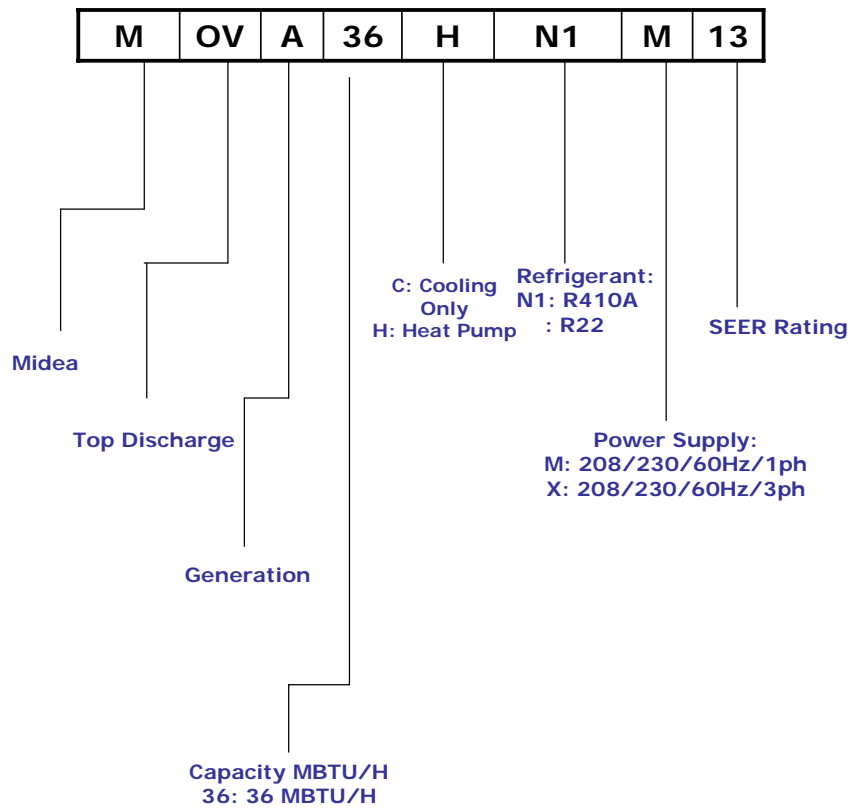 M OV A 36 H N1 M 13
C: Cooling
Only
H: Heat Pump
Refrigerant:
N1: R410A
: R22
SEER Rating
Midea
Top Discharge
Power Supply:
M: 208/230/60Hz/1ph
X: 208/230/60Hz/3ph
Generation
Capacity MBTU/H
36: 36 MBTU/H